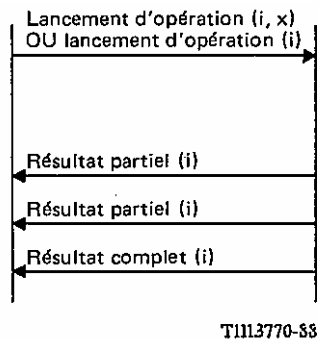 Lancement d'opération (i, x)
OU lancement d'opération (i)
Résultat partiel (i)
Résultat partiel (i)
Résultat complet (i)
T1113770-88